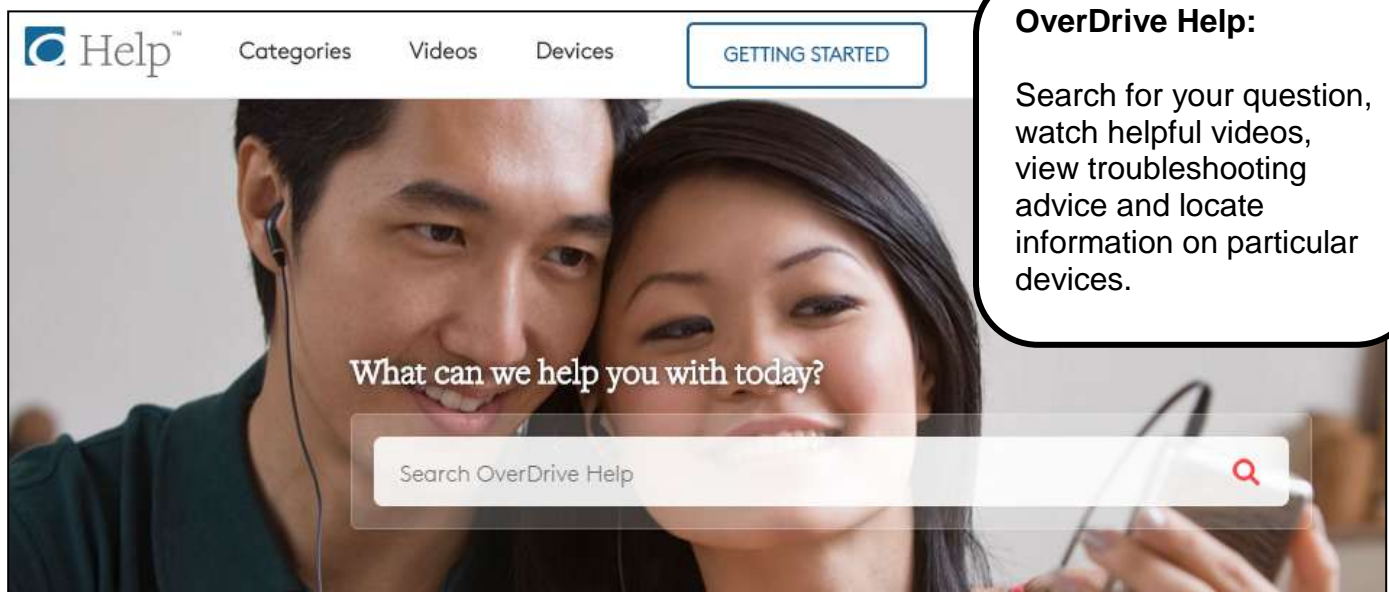 Help™ Categories Videos Devices GETTING STARTED
OverDrive Help:
Search for your question,
watch helpful videos,
view troubleshooting
advice and locate
information on particular
devices.
What can we help you with today?
Search OverDrive Help